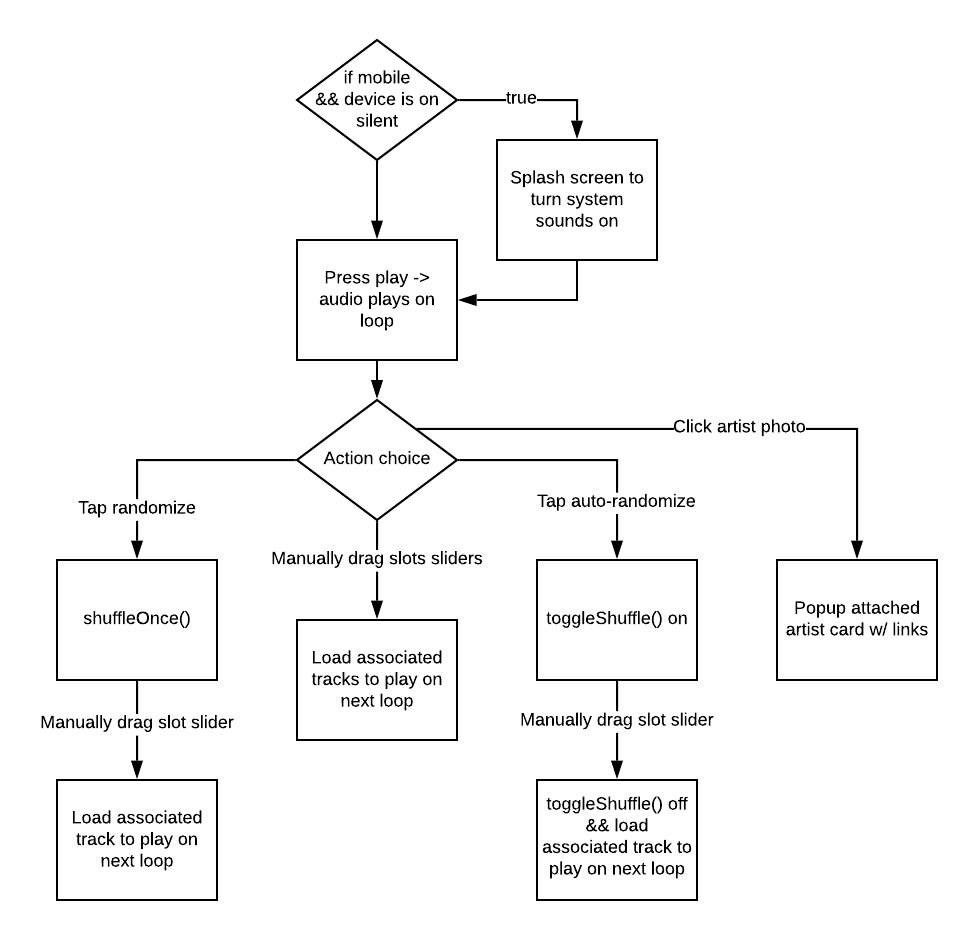 if mobile
&& device is on
silent
true
Splash screen to
turn system
sounds on
Press play ->
audio plays on
loop
Action choice
Click artist photo
Tap randomize
Manually drag slots sliders
Tap auto-randomize
shuffleOnce()
Load associated
tracks to play on
next loop
toggleShuffle() on
Popup attached
artist card w/ links
Manually drag slot slider
Manually drag slot slider
Load associated
track to play on
next loop
toggleShuffle() off
&& load
associated track to
play on next loop